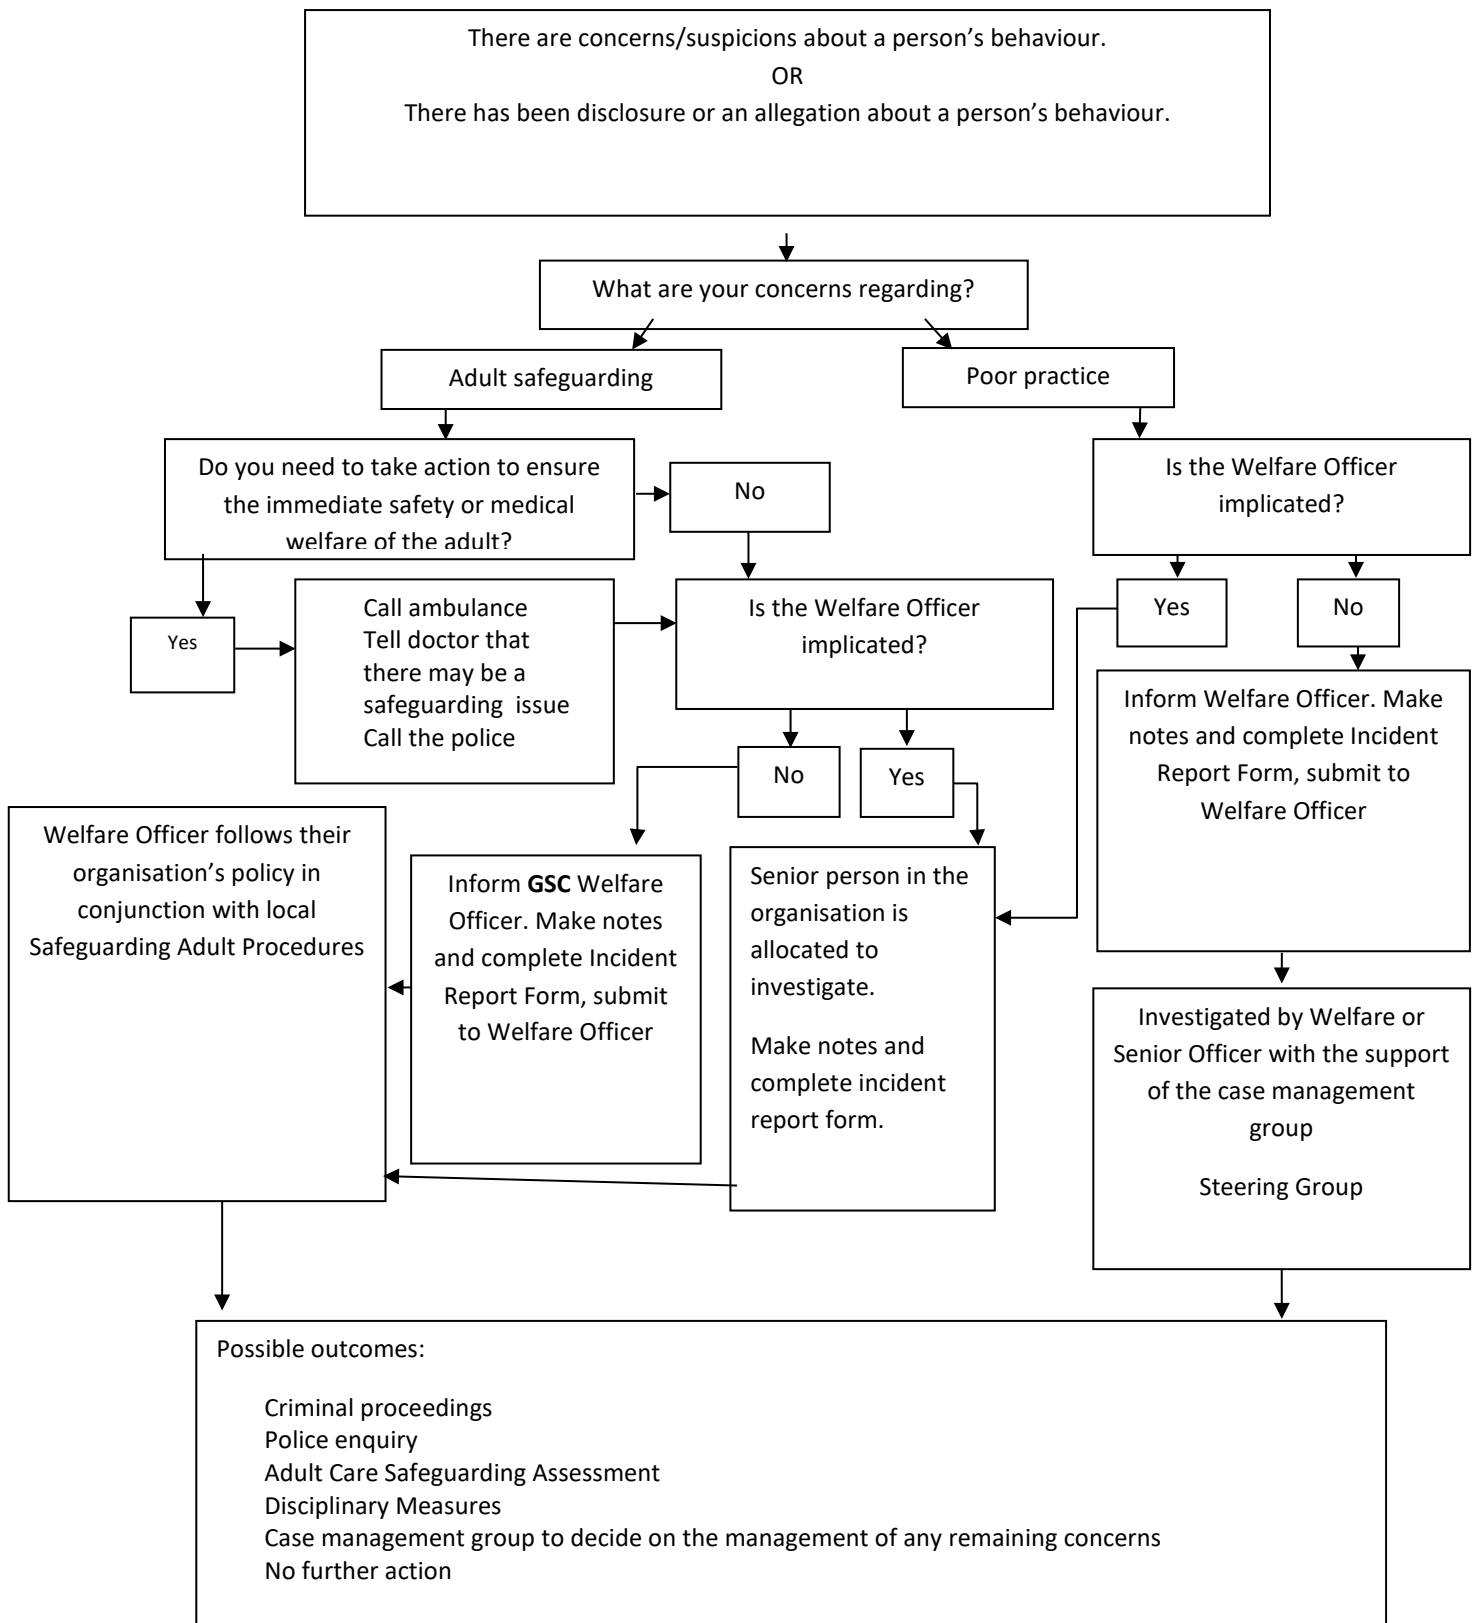 There are concerns/suspicions about a person’s behaviour.
OR
There has been disclosure or an allegation about a person’s behaviour.
What are your concerns regarding?
Adult safeguarding
Poor practice
Do you need to take action to ensure
the immediate safety or medical
welfare of the adult?
No
Is the Welfare Officer
implicated?
Yes
No
Yes
Call ambulance
Tell doctor that
there may be a
safeguarding issue
Call the police
Is the Welfare Officer
implicated?
No
Yes
Inform Welfare Officer. Make
notes and complete Incident
Report Form, submit to
Welfare Officer
Welfare Officer follows their
organisation’s policy in
conjunction with local
Safeguarding Adult Procedures
Inform GSC Welfare
Officer. Make notes
and complete Incident
Report Form, submit
to Welfare Officer
Senior person in the
organisation is
allocated to
investigate.
Make notes and
complete incident
report form.
Investigated by Welfare or
Senior Officer with the support
of the case management
group
Steering Group
Possible outcomes:
Criminal proceedings
Police enquiry
Adult Care Safeguarding Assessment
Disciplinary Measures
Case management group to decide on the management of any remaining concerns
No further action